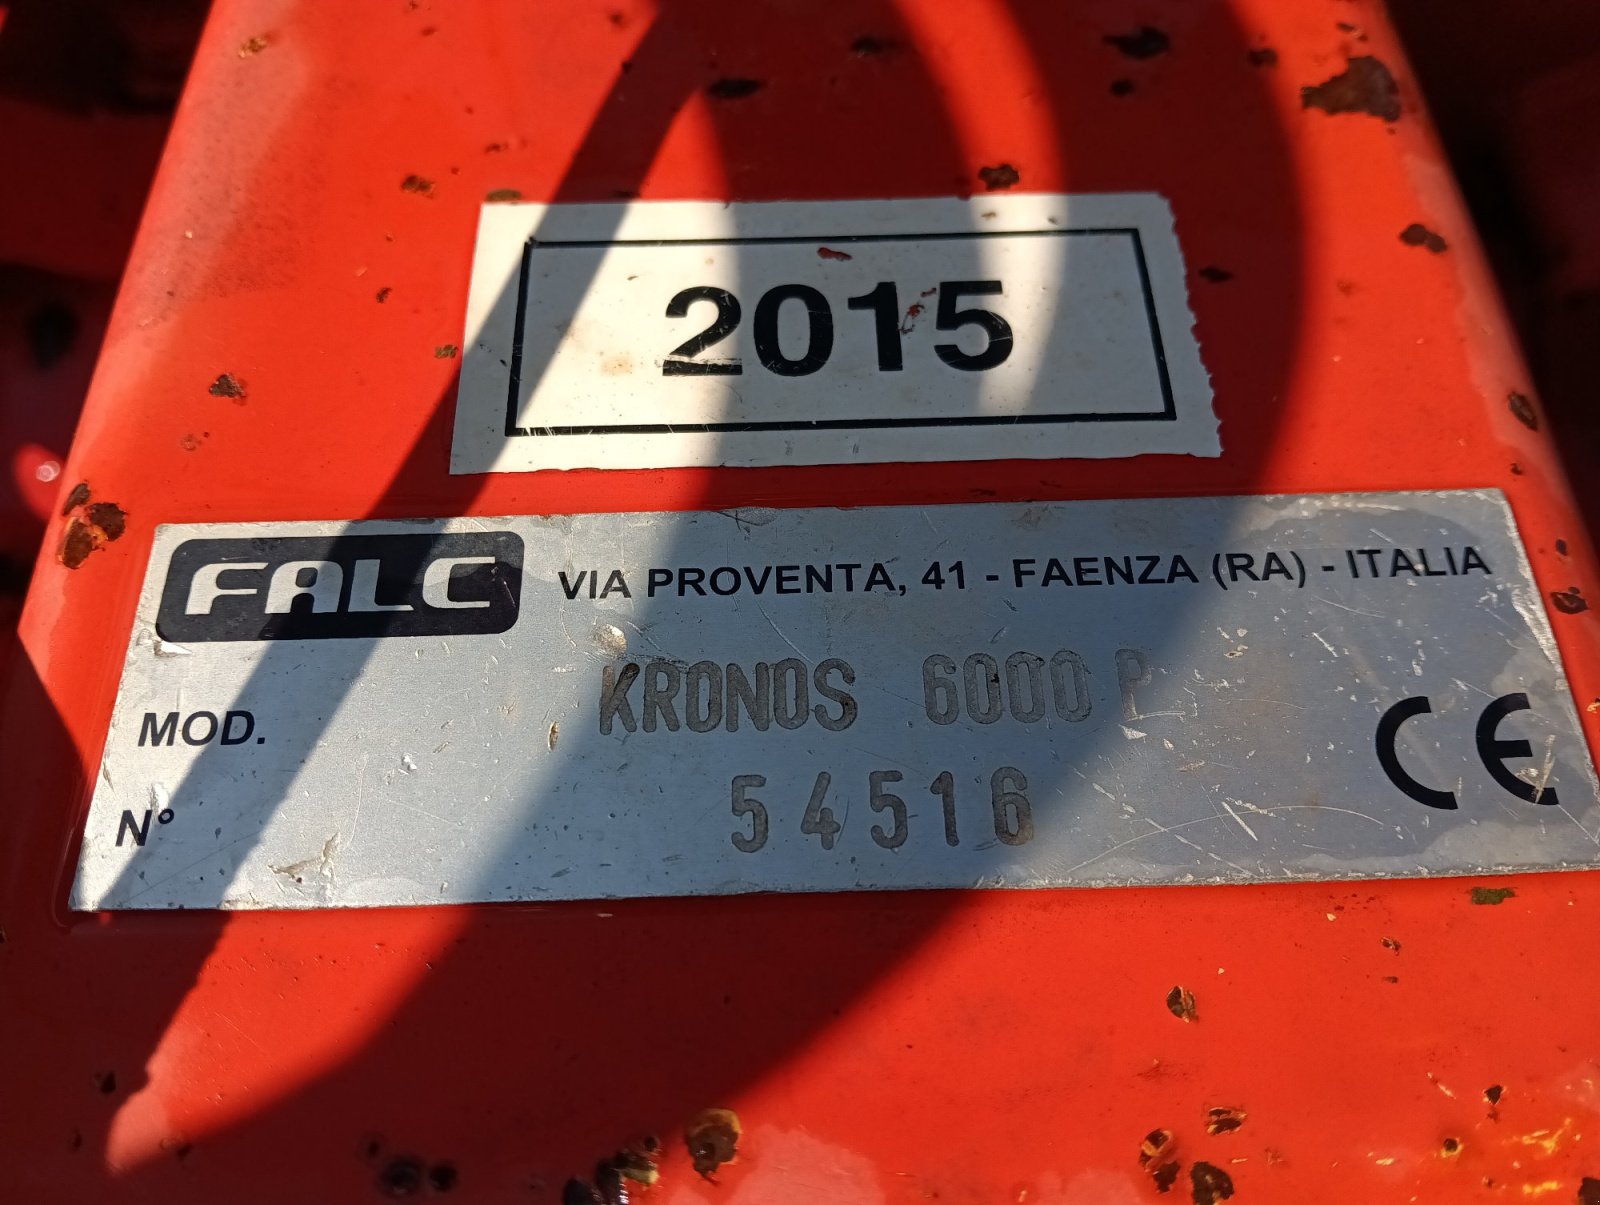 2015
FALC VIA PROVENTA, 41 - FAENZA (RA) - ITALIA
MOD. KRONOS 6000 P
N° 54516
CE